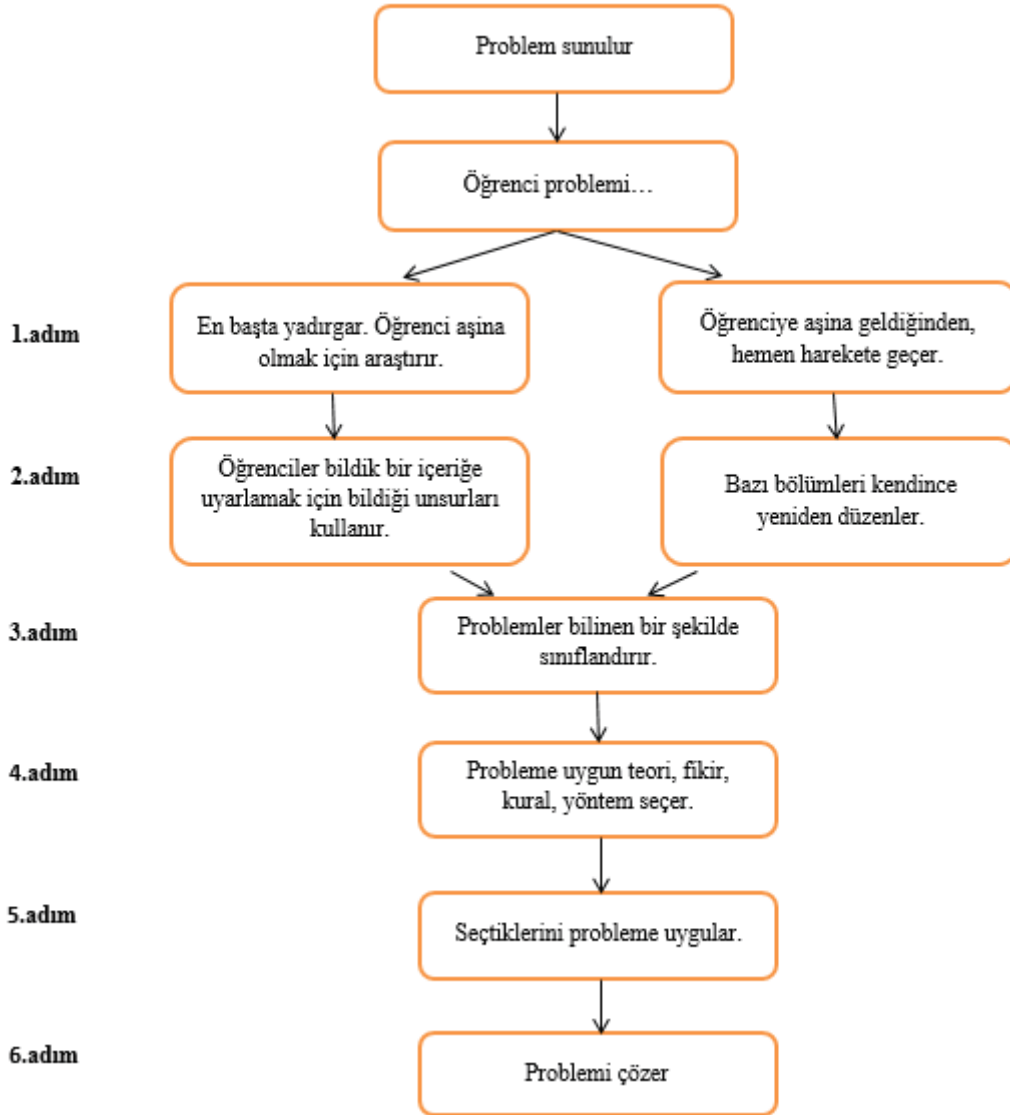 Problem sunulur
Öğrenci problemi…
1.adım
En başta yadırgar. Öğrenci aşina
olmak için araştırır.
Öğrenciye aşina geldiğinden,
hemen harekete geçer.
2.adım
Öğrenciler bildik bir içeriğe
uyarlamak için bildiği unsurları
kullanır.
Bazı bölümleri kendince
yeniden düzenler.
3.adım
Problemler bilinen bir şekilde
sınıflandırır.
4.adım
Probleme uygun teori, fikir,
kural, yöntem seçer.
5.adım
Seçtiklerini probleme uygular.
6.adım
Problemi çözer